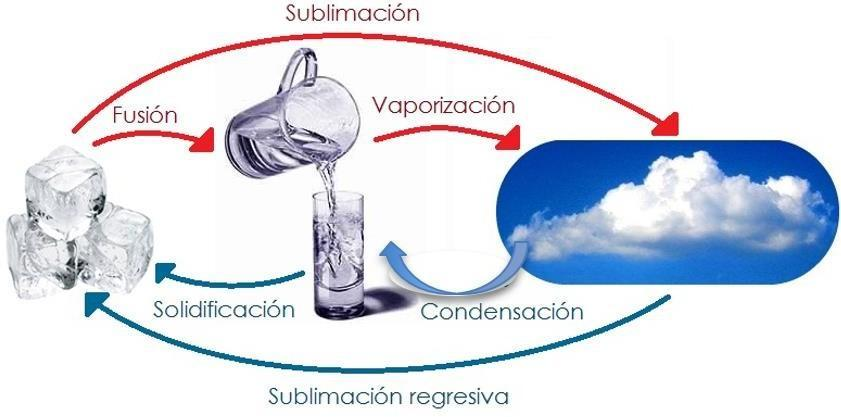 Sublimación
Fusión
Vaporización
Solidificación
Condensación
Sublimación regresiva